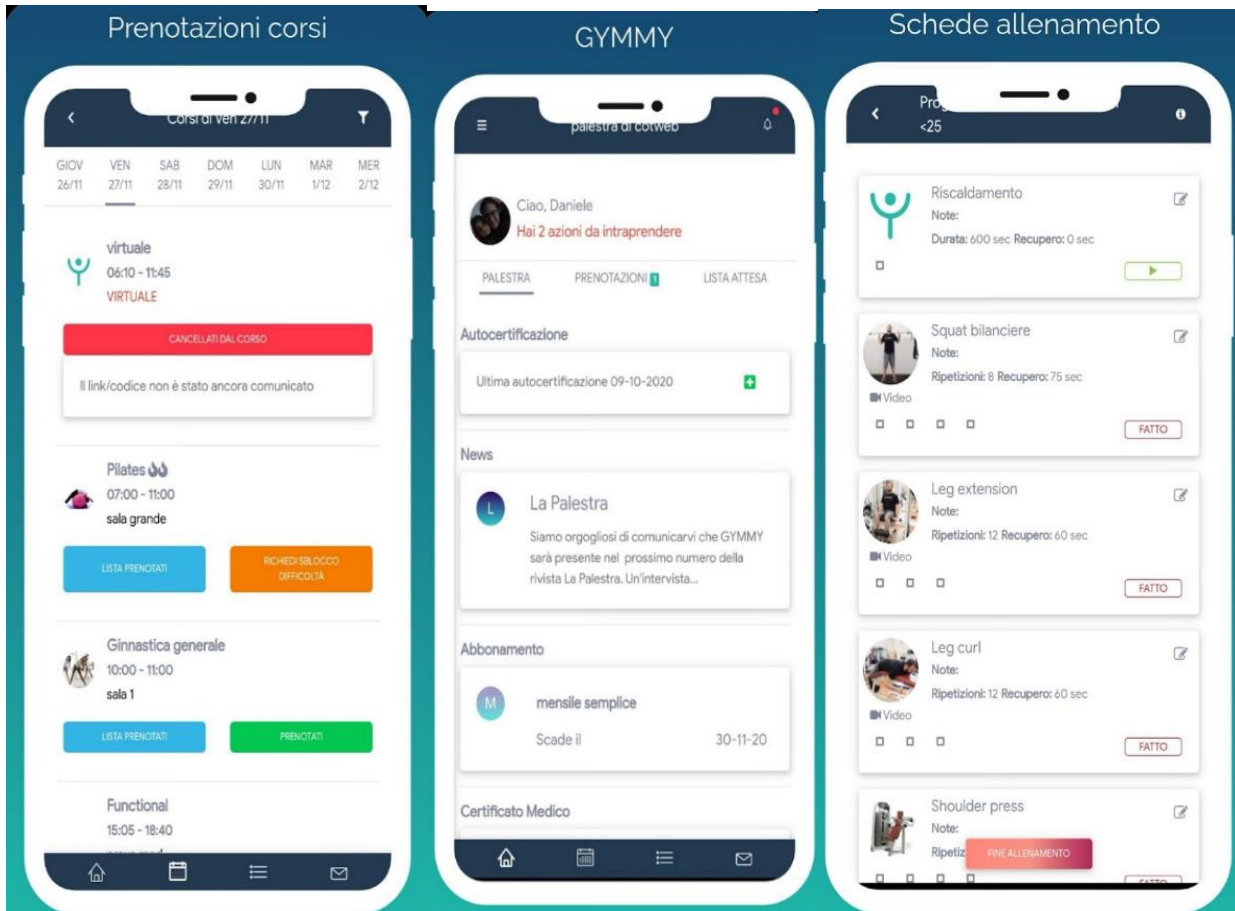 Prenotazioni corsi
Corsi di ven 27/11
GIOV VEN SAB DOM LUN MAR MER
26/11 27/11 28/11 29/11 30/11 1/12 2/12
virtuale
06:10 - 11:45
VIRTUALE
CANCELLATI DAL CORSO
Il link/codice non è stato ancora comunicato
Pilates
07:00 - 11:00
sala grande
LISTA PRENOTATI
RICHIEDI SBLOCCO
DIFFICOLTÀ
Ginnastica generale
10:00 - 11:00
sala 1
LISTA PRENOTATI
PRENOTATI
Functional
15:05 - 18:40
GYMMY
palestra di cotweb
Ciao, Daniele
Hai 2 azioni da intraprendere
PALESTRA PRENOTAZIONI 1 LISTA ATTESA
Autocertificazione
Ultima autocertificazione 09-10-2020
News
L
La Palestra
Siamo orgogliosi di comunicarvi che GYMMY
sarà presente nel prossimo numero della
rivista La Palestra. Un'intervista...
Abbonamento
M
mensile semplice
Scade il 30-11-20
Certificato Medico
Schede allenamento
<25
Riscaldamento
Note:
Durata: 600 sec Recupero: 0 sec
Squat bilanciere
Note:
Ripetizioni: 8 Recupero: 75 sec
Video
FATTO
Leg extension
Note:
Ripetizioni: 12 Recupero: 60 sec
Video
FATTO
Leg curl
Note:
Ripetizioni: 12 Recupero: 60 sec
Video
FATTO
Shoulder press
Note:
Ripetiz
FINE ALLENAMENTO
FATTO